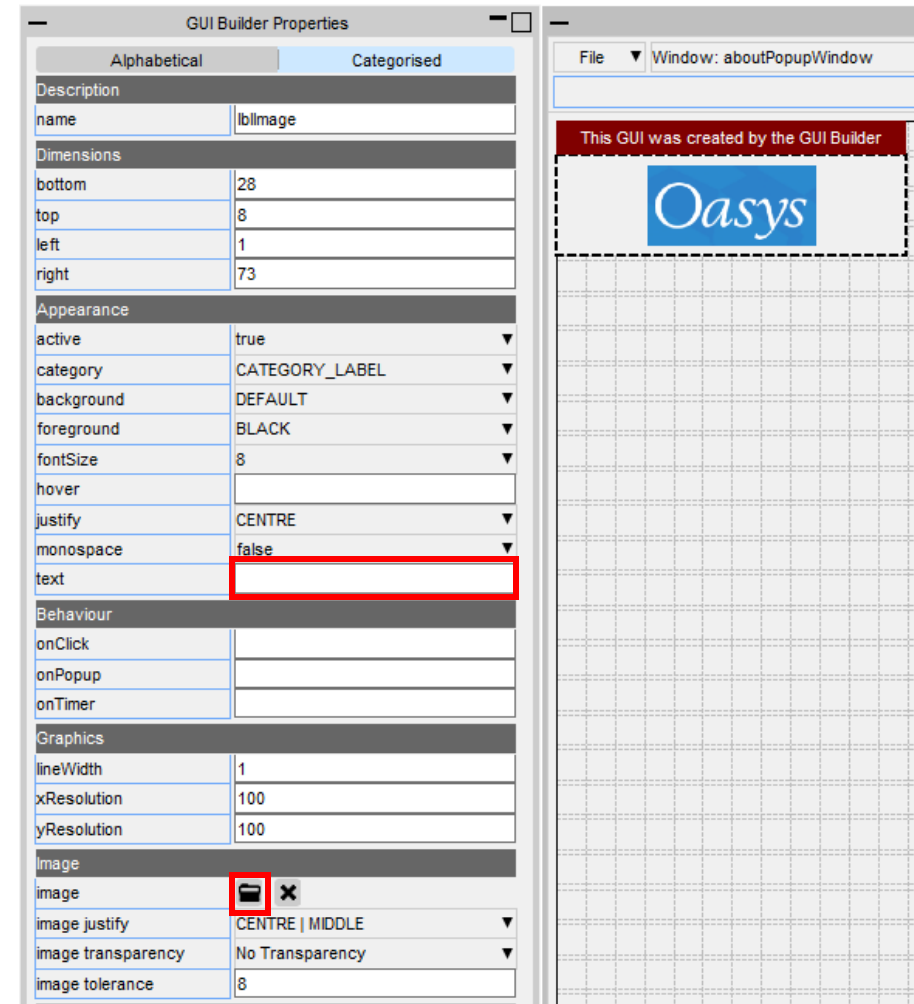 GUI Builder Properties
Alphabetical Categorised
Description
name lblImage
Dimensions
bottom 28
top 8
left 1
right 73
Appearance
active true
category CATEGORY_LABEL
background DEFAULT
foreground BLACK
fontSize 8
hover
justify CENTRE
monospace false
text
Behaviour
onClick
onPopup
onTimer
Graphics
lineWidth 1
xResolution 100
yResolution 100
Image
image
image justify CENTRE | MIDDLE
image transparency No Transparency
image tolerance 8
File Window: aboutPopupWindow
This GUI was created by the GUI Builder
Oasys